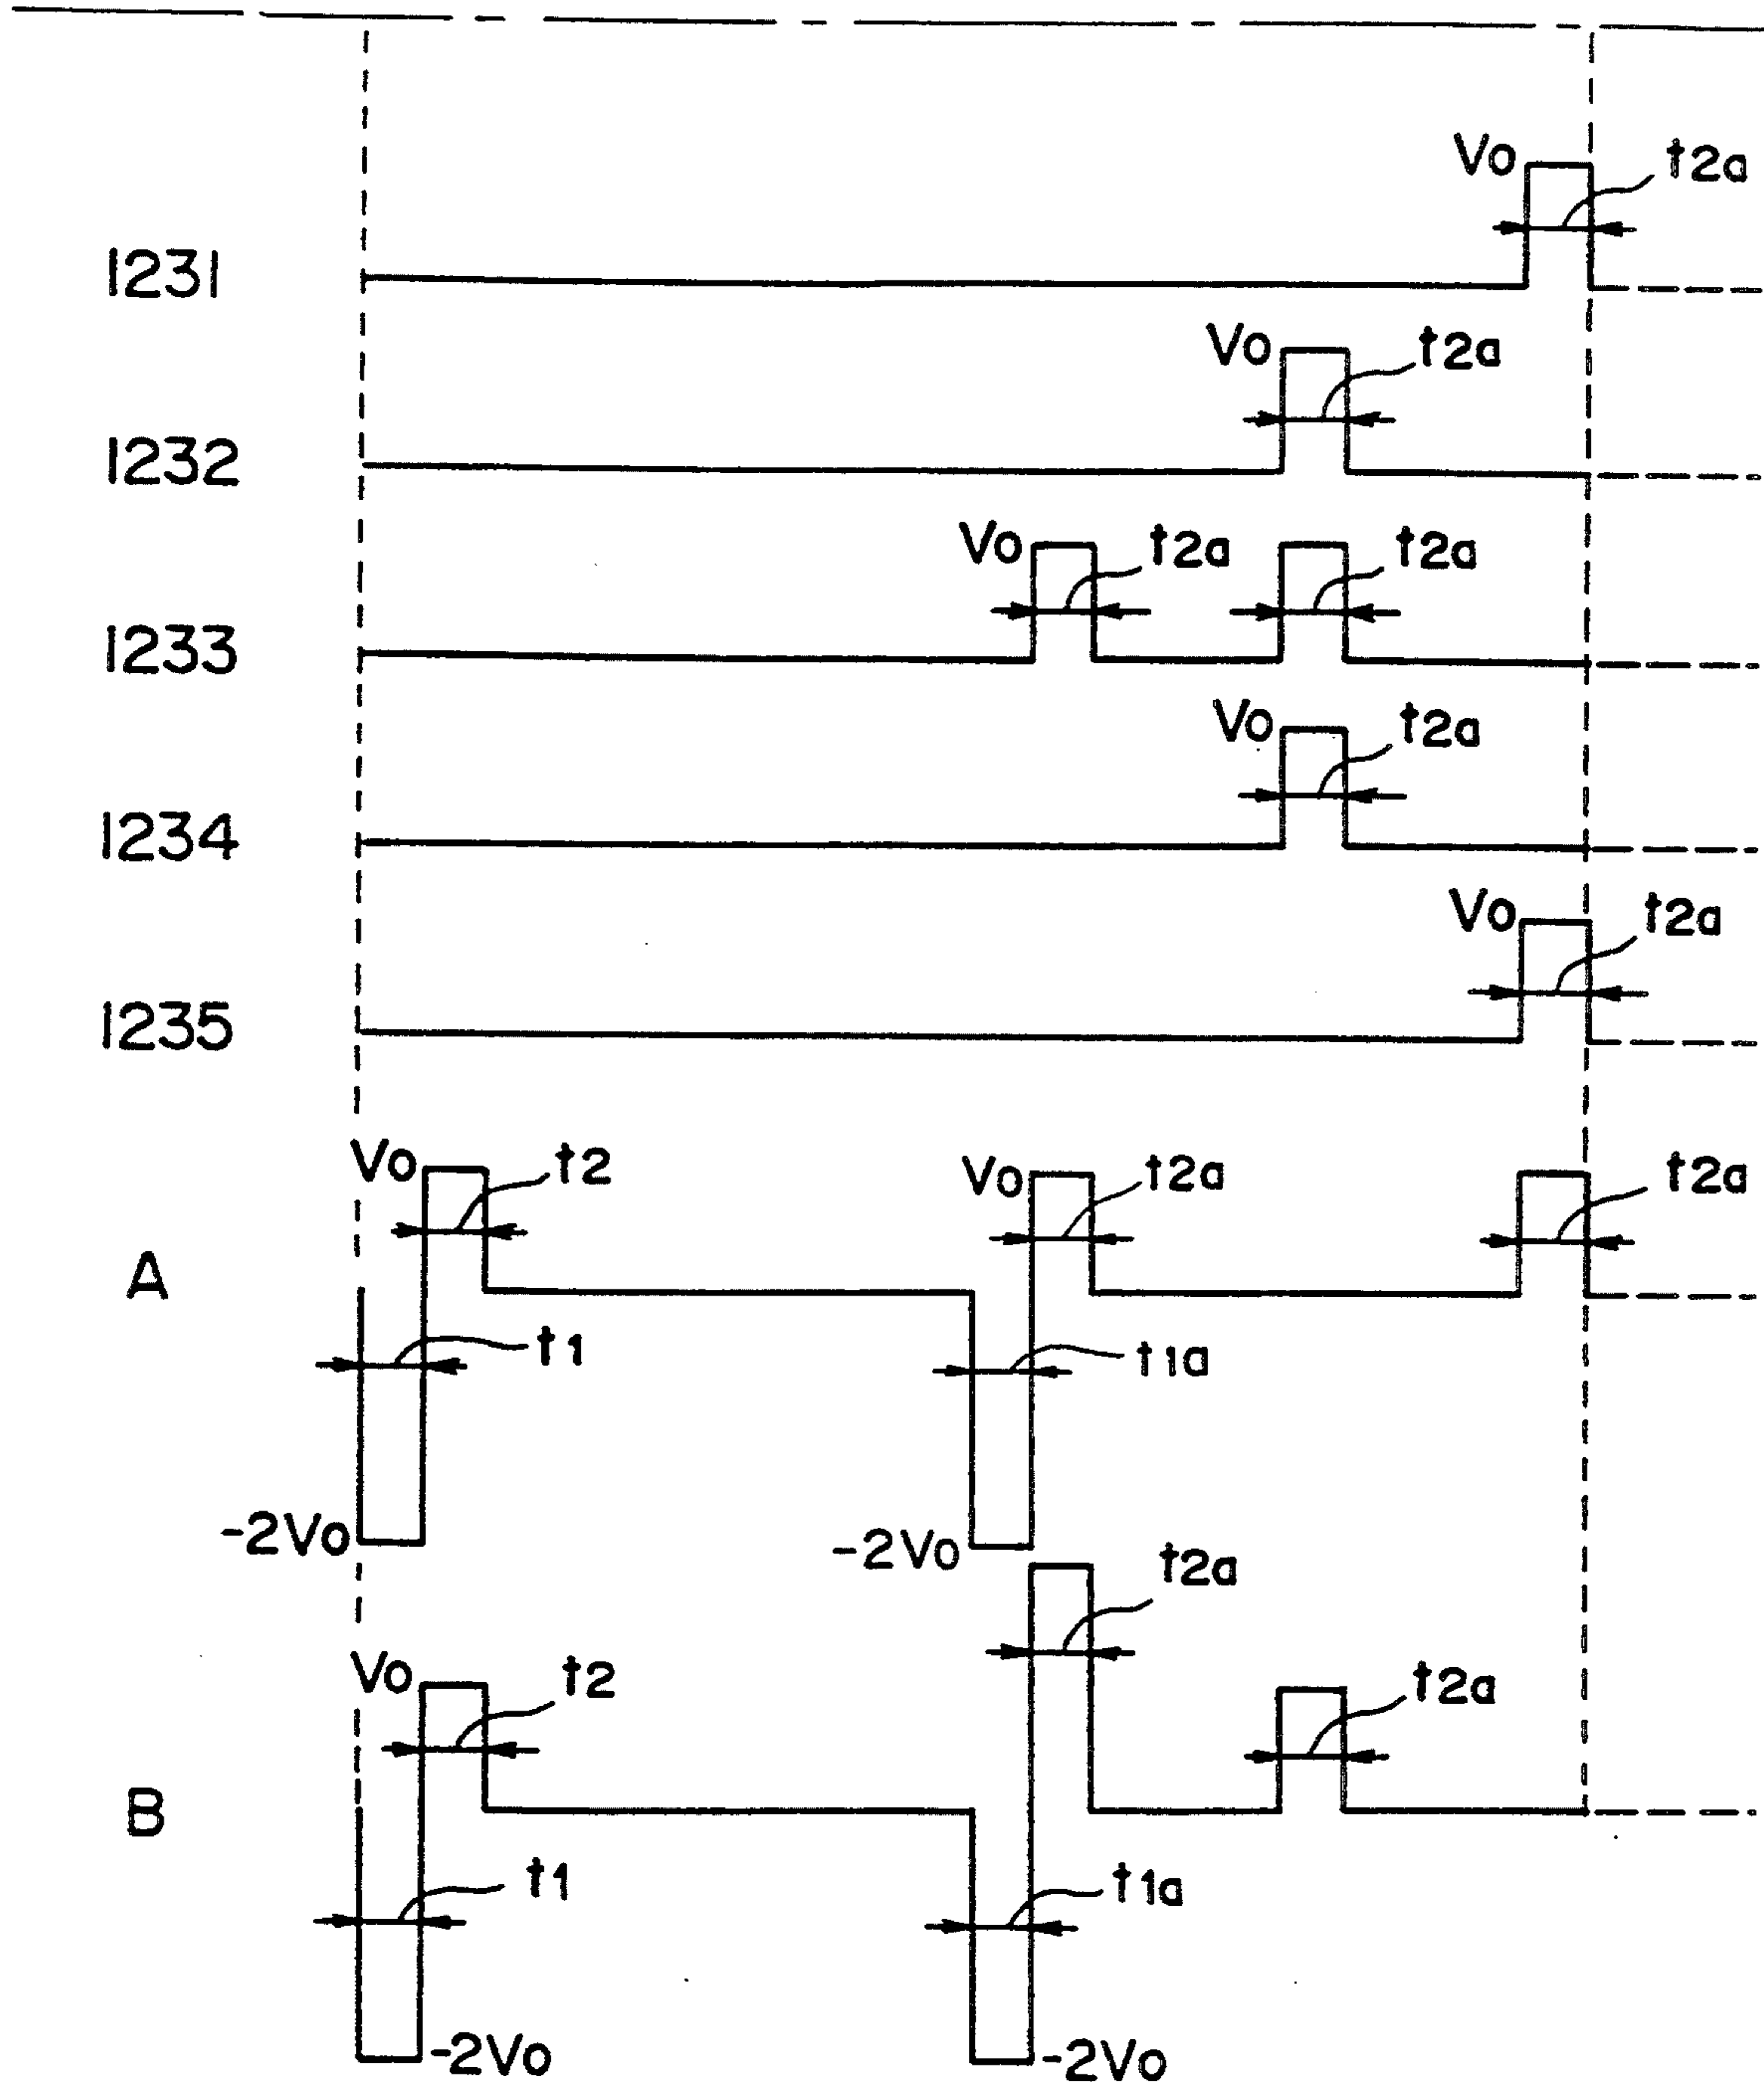 Vo t2a
1231
Vo t2a
1232
Vo t2a t2a
1233
Vo t2a
1234
Vo t2a
1235
Vo t2 Vo t2a t2a
A
t1 t1a
-2Vo -2Vo
t2a
Vo t2 t2a
B
t1 t1a
-2Vo -2Vo